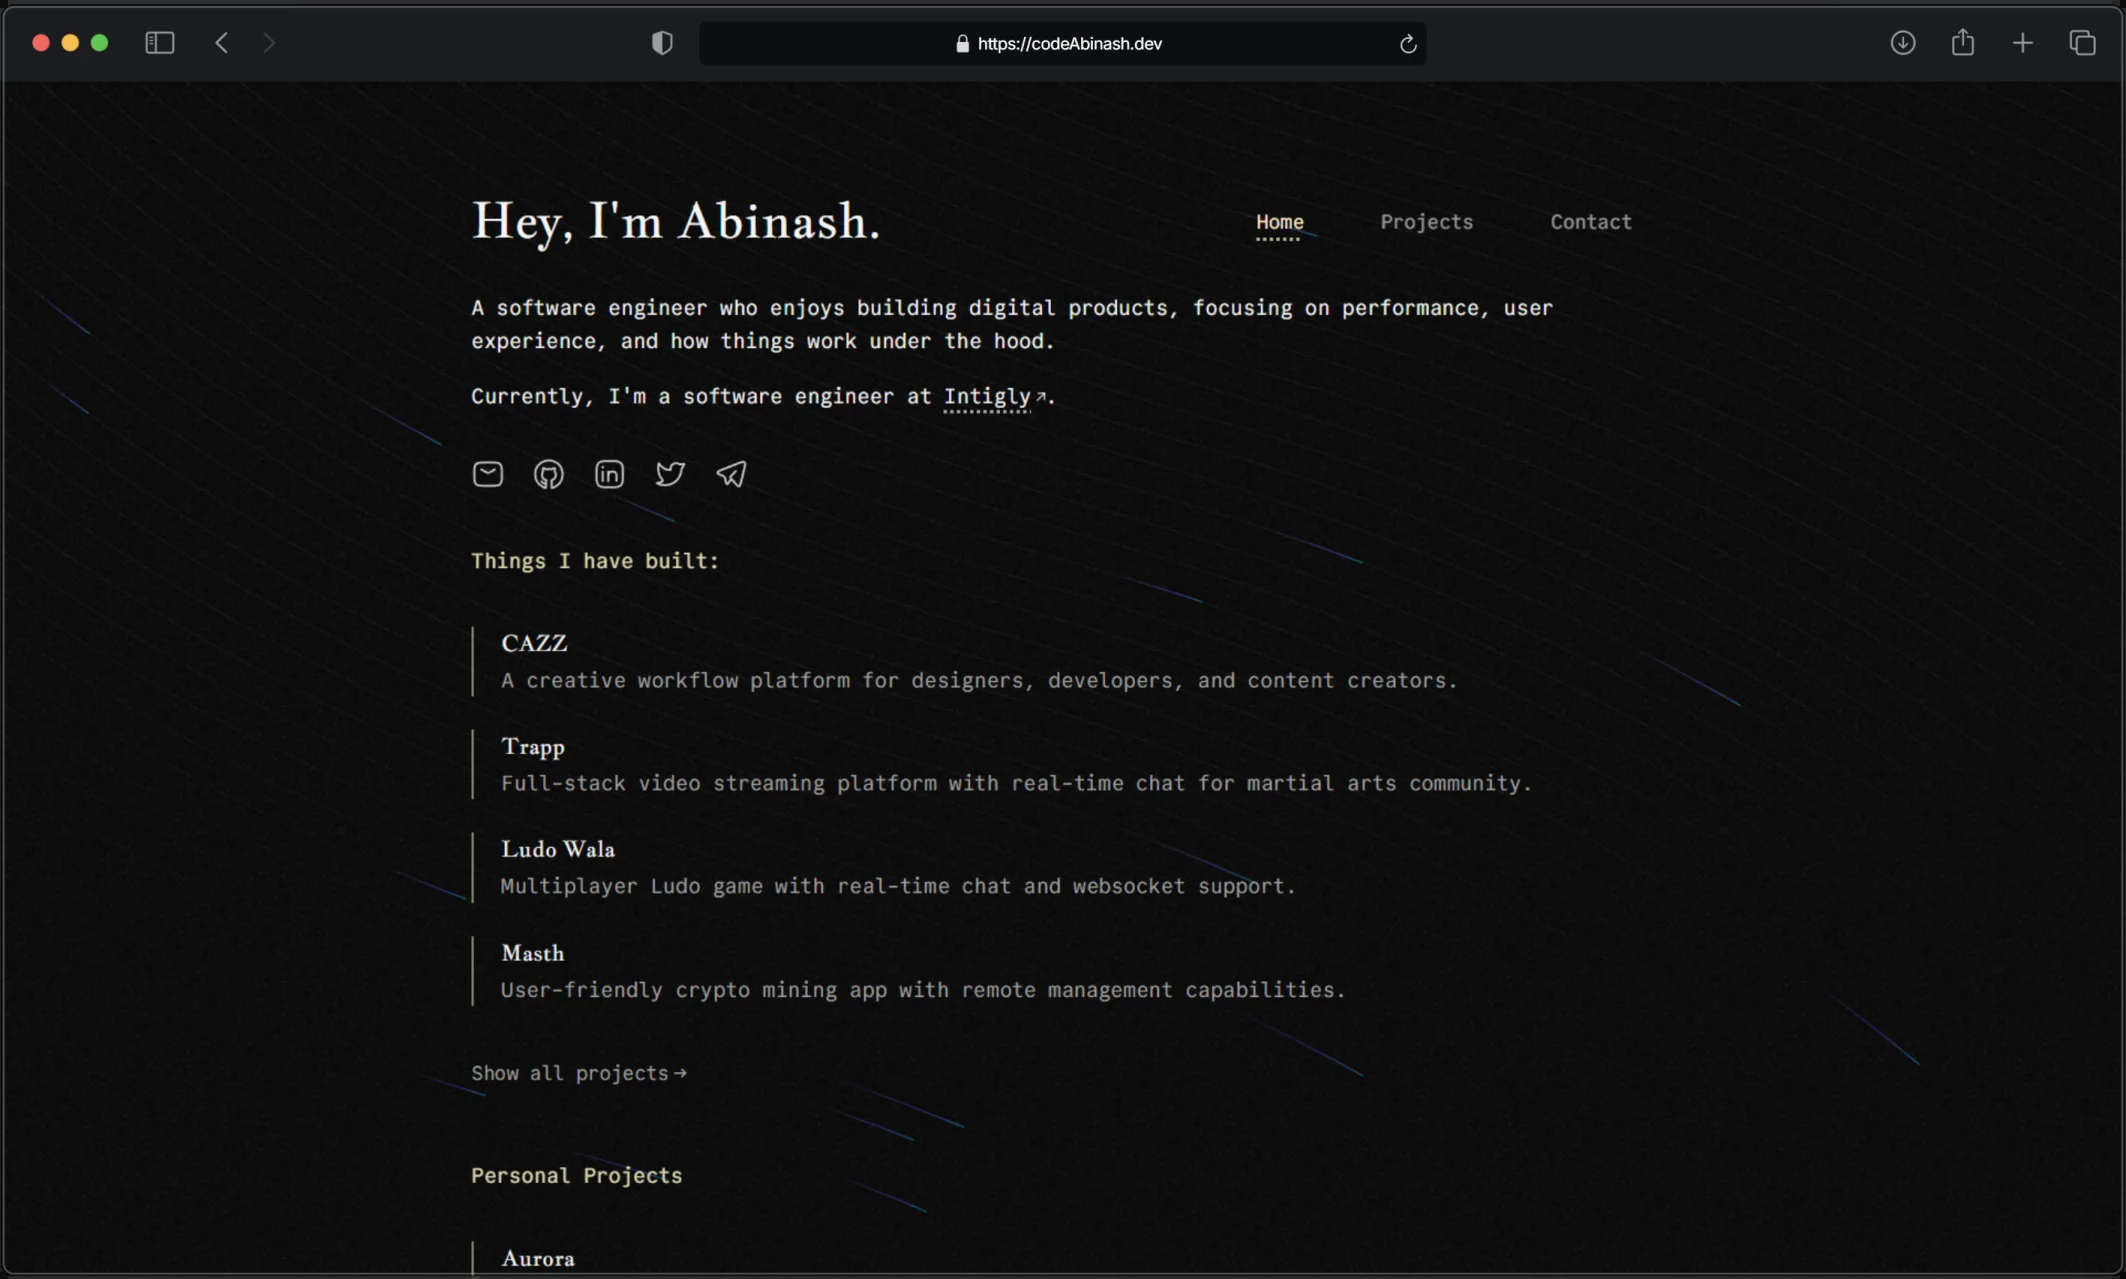 https://codeAbinash.dev
Hey, I'm Abinash.
Home
Projects
Contact
A software engineer who enjoys building digital products, focusing on performance, user
experience, and how things work under the hood.
Currently, I'm a software engineer at Intigly↗.
Things I have built:
CAZZ
A creative workflow platform for designers, developers, and content creators.
Trapp
Full-stack video streaming platform with real-time chat for martial arts community.
Ludo Wala
Multiplayer Ludo game with real-time chat and websocket support.
Masth
User-friendly crypto mining app with remote management capabilities.
Show all projects→
Personal Projects
Aurora